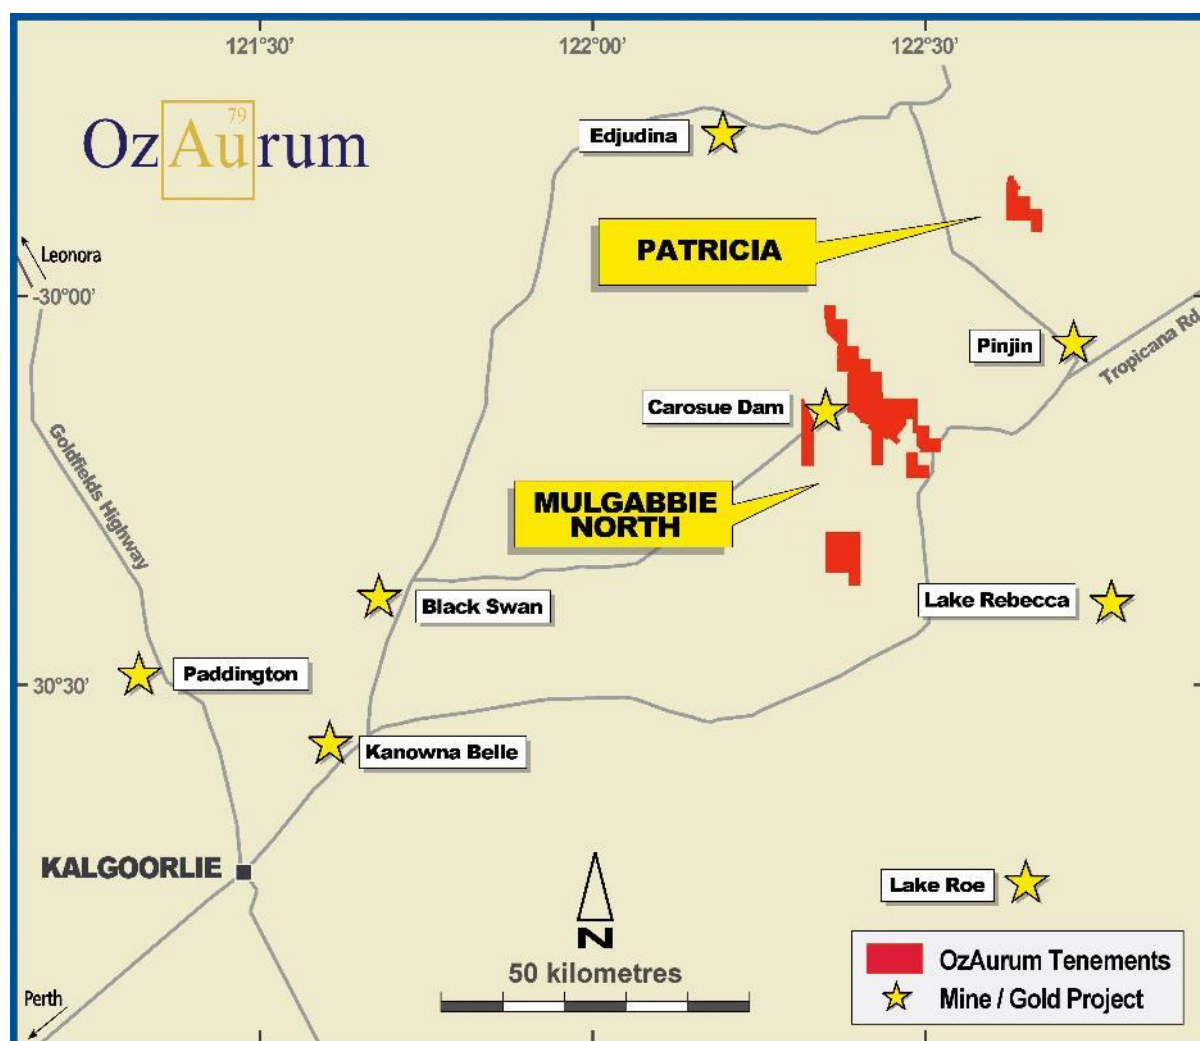 121°30’
122°00’
122°30’
79
OzAurum
Edjudina
PATRICIA
Leonora
-30°00’
Pinjin
Tropicana Rd
Carosue Dam
Goldfields Highway
MULGABBIE
NORTH
Black Swan
Lake Rebecca
Paddington
30°30’
Kanowna Belle
KALGOORLIE
Lake Roe
N
50 kilometres
OzAurum Tenements
Mine / Gold Project
Perth